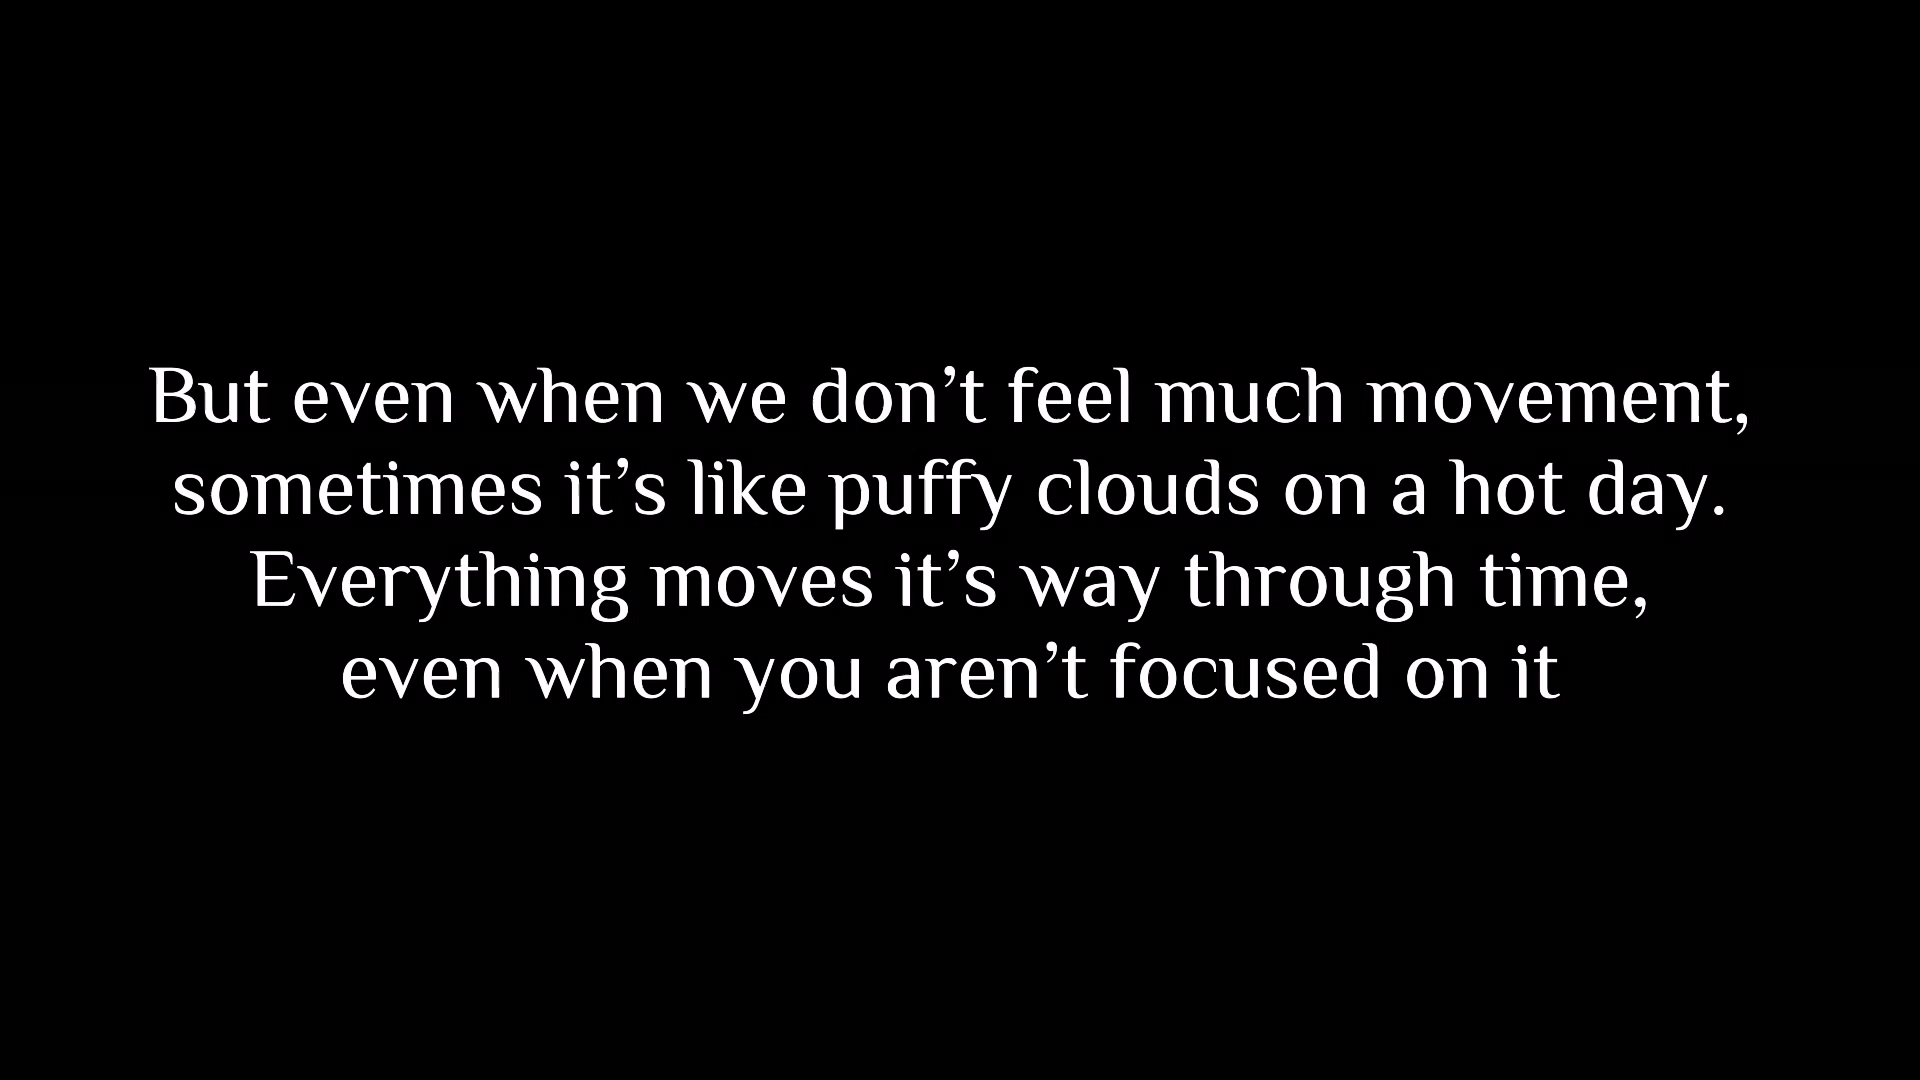 But even when we don’t feel much movement,
sometimes it’s like puffy clouds on a hot day.
Everything moves it’s way through time,
even when you aren’t focused on it